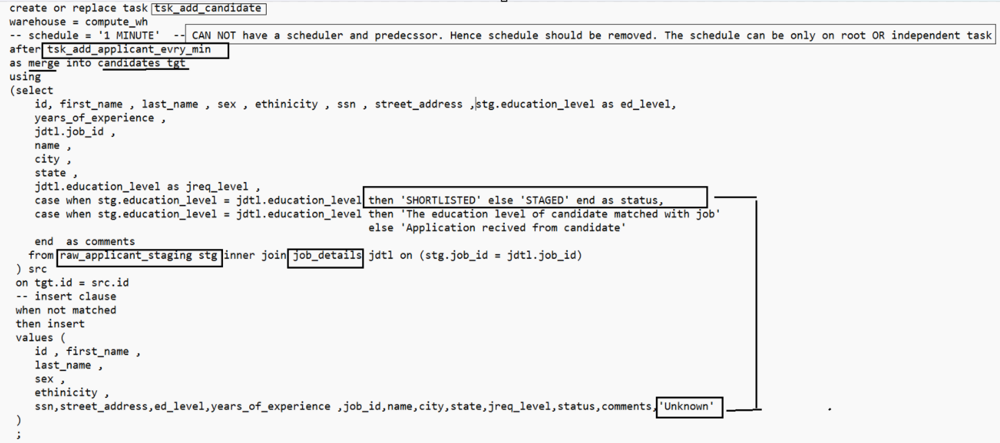 create or replace task tsk_add_candidate
warehouse = compute_wh
-- schedule = '1 MINUTE'  -- CAN NOT have a scheduler and predecssor. Hence schedule should be removed. The schedule can be only on root OR independent task
after tsk_add_applicant_evry_min
as merge into candidates tgt
using
(select
    id, first_name , last_name , sex , ethinicity , ssn , street_address ,stg.education_level as ed_level,
    years_of_experience ,
    jdtl.job_id ,
    name ,
    city ,
    state ,
    jdtl.education_level as jreq_level ,
    case when stg.education_level = jdtl.education_level then 'SHORTLISTED' else 'STAGED' end as status,
    case when stg.education_level = jdtl.education_level then 'The education level of candidate matched with job'
                                                         else 'Application recived from candidate'
    end  as comments
   from raw_applicant_staging stg inner join job_details jdtl on (stg.job_id = jdtl.job_id)
 ) src
 on tgt.id = src.id
 -- insert clause
 when not matched
 then insert
 values (
    id , first_name ,
    last_name ,
    sex ,
    ethinicity ,
    ssn,street_address,ed_level,years_of_experience ,job_id,name,city,state,jreq_level,status,comments,'Unknown'
 )
 ;